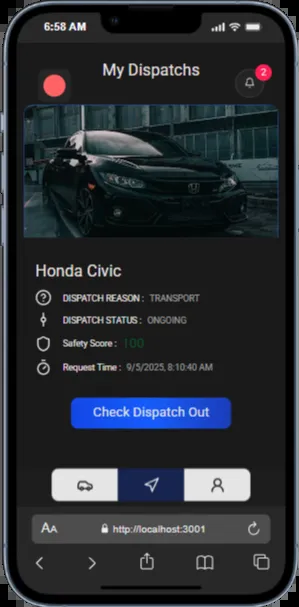 6:58 AM
My Dispatchs
2
Honda Civic
DISPATCH REASON : TRANSPORT
DISPATCH STATUS : ONGOING
Safety Score : 100
Request Time : 9/5/2025, 8:10:40 AM
Check Dispatch Out
AA http://localhost:3001